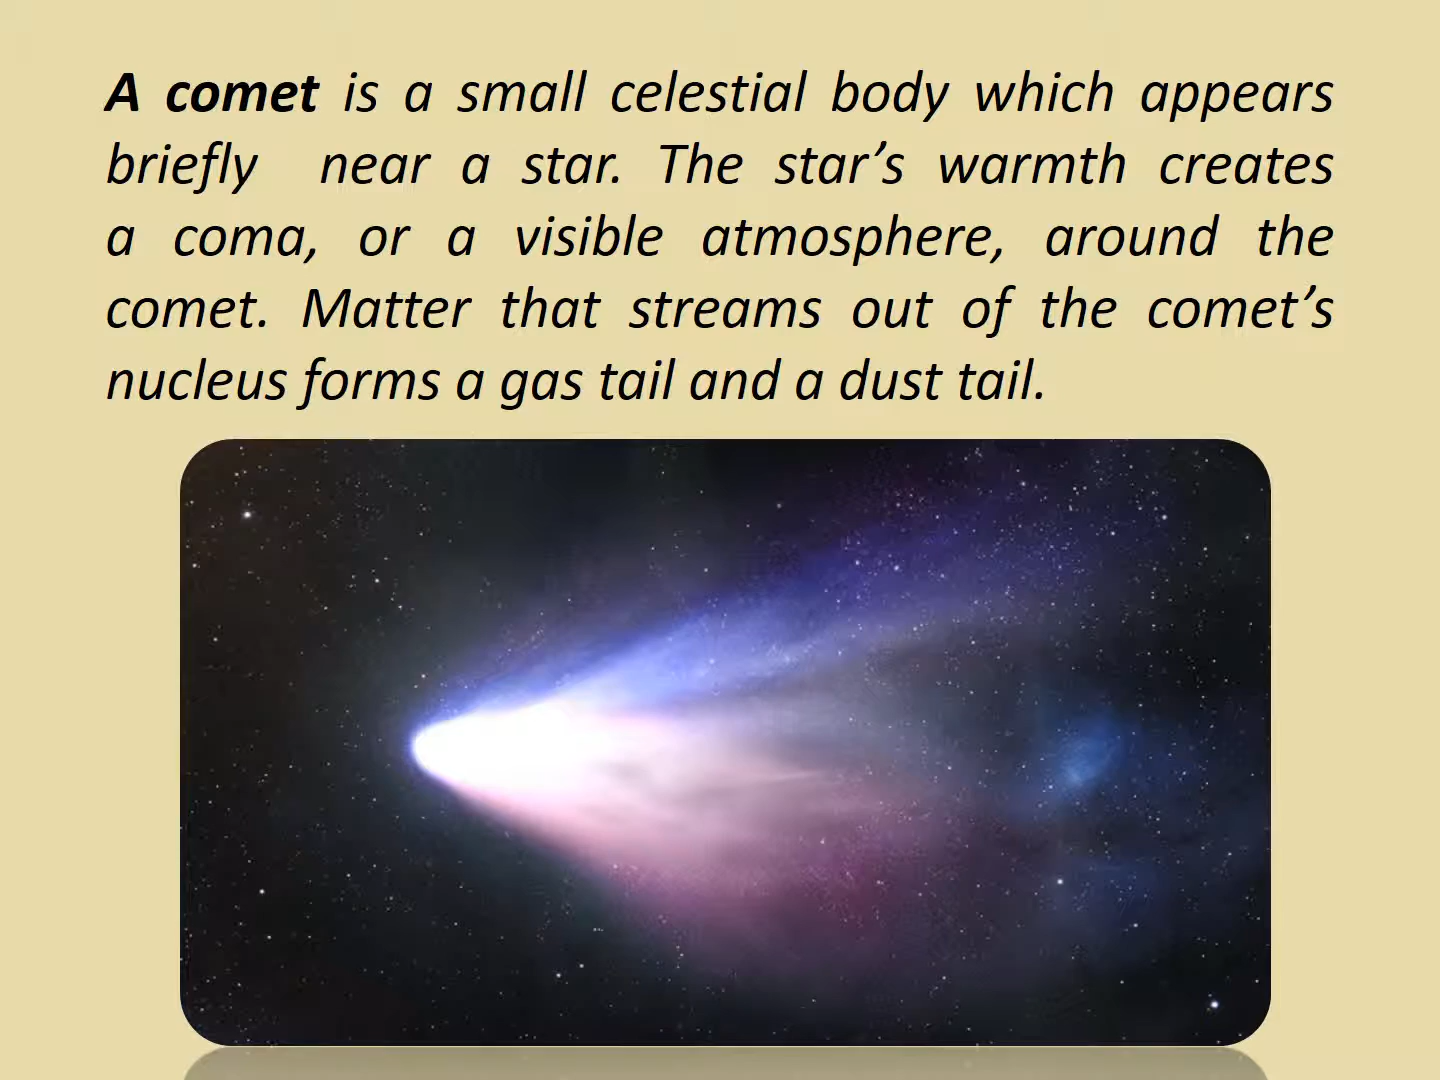 A comet is a small celestial body which appears
briefly near a star. The star’s warmth creates
a coma, or a visible atmosphere, around the
comet. Matter that streams out of the comet’s
nucleus forms a gas tail and a dust tail.